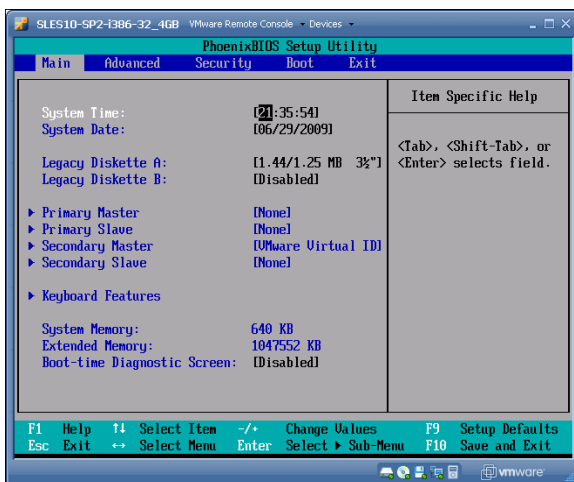 SLES10-SP2-i386-32_4GB VMware Remote Console Devices
PhoenixBIOS Setup Utility
Main Advanced Security Boot Exit
Item Specific Help
System Time: [21:35:54]
System Date: [06/29/2009]
<Tab>, <Shift-Tab>, or
<Enter> selects field.
Legacy Diskette A: [1.44/1.25 MB 3½"]
Legacy Diskette B: [Disabled]
Primary Master [None]
Primary Slave [None]
Secondary Master [VMware Virtual ID]
Secondary Slave [None]
Keyboard Features
System Memory: 640 KB
Extended Memory: 1047552 KB
Boot-time Diagnostic Screen: [Disabled]
F1 Help ↑↓ Select Item -/+ Change Values F9 Setup Defaults
Esc Exit ↔ Select Menu Enter Select ▶ Sub-Menu F10 Save and Exit
vmware